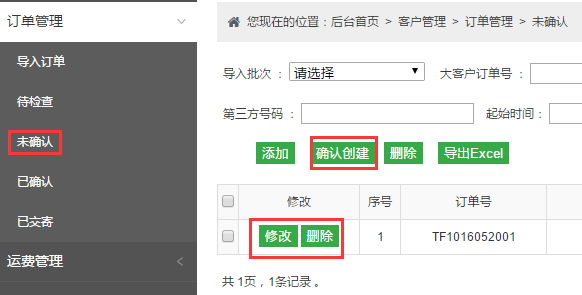 订单管理
导入订单
待检查
未确认
已确认
已交寄
运费管理
您现在的位置：后台首页 > 客户管理 > 订单管理 > 未确认
导入批次： 请选择 大客户订单号：
第三方号码： 起始时间：
添加 确认创建 删除 导出Excel
修改 序号 订单号
修改 删除 1 TF1016052001
共 1页，1条记录 。